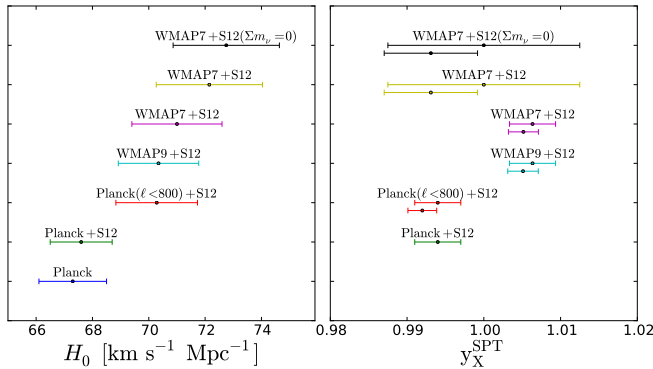 WMAP7+S12(Σm_ν=0)
WMAP7+S12
WMAP7+S12
WMAP9+S12
Planck(ℓ<800)+S12
Planck+S12
Planck
66 68 70 72 74
H_0 [km s^−1 Mpc^−1]
WMAP7+S12(Σm_ν=0)
WMAP7+S12
WMAP7+S12
WMAP9+S12
Planck(ℓ<800)+S12
Planck+S12
0.98 0.99 1.00 1.01 1.02
y_X^SPT